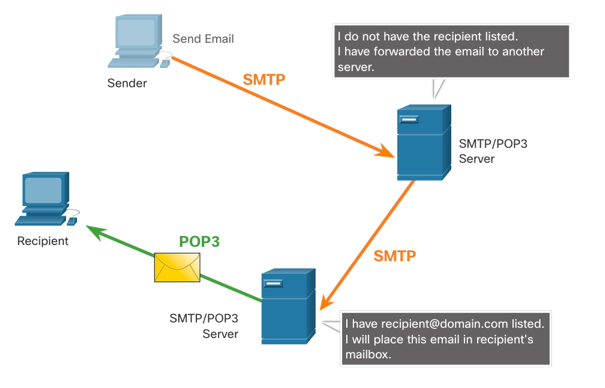 Send Email
I do not have the recipient listed.
I have forwarded the email to another
server.
Sender
SMTP
SMTP/POP3
Server
Recipient
POP3
SMTP
SMTP/POP3
Server
I have recipient@domain.com listed.
I will place this email in recipient's
mailbox.